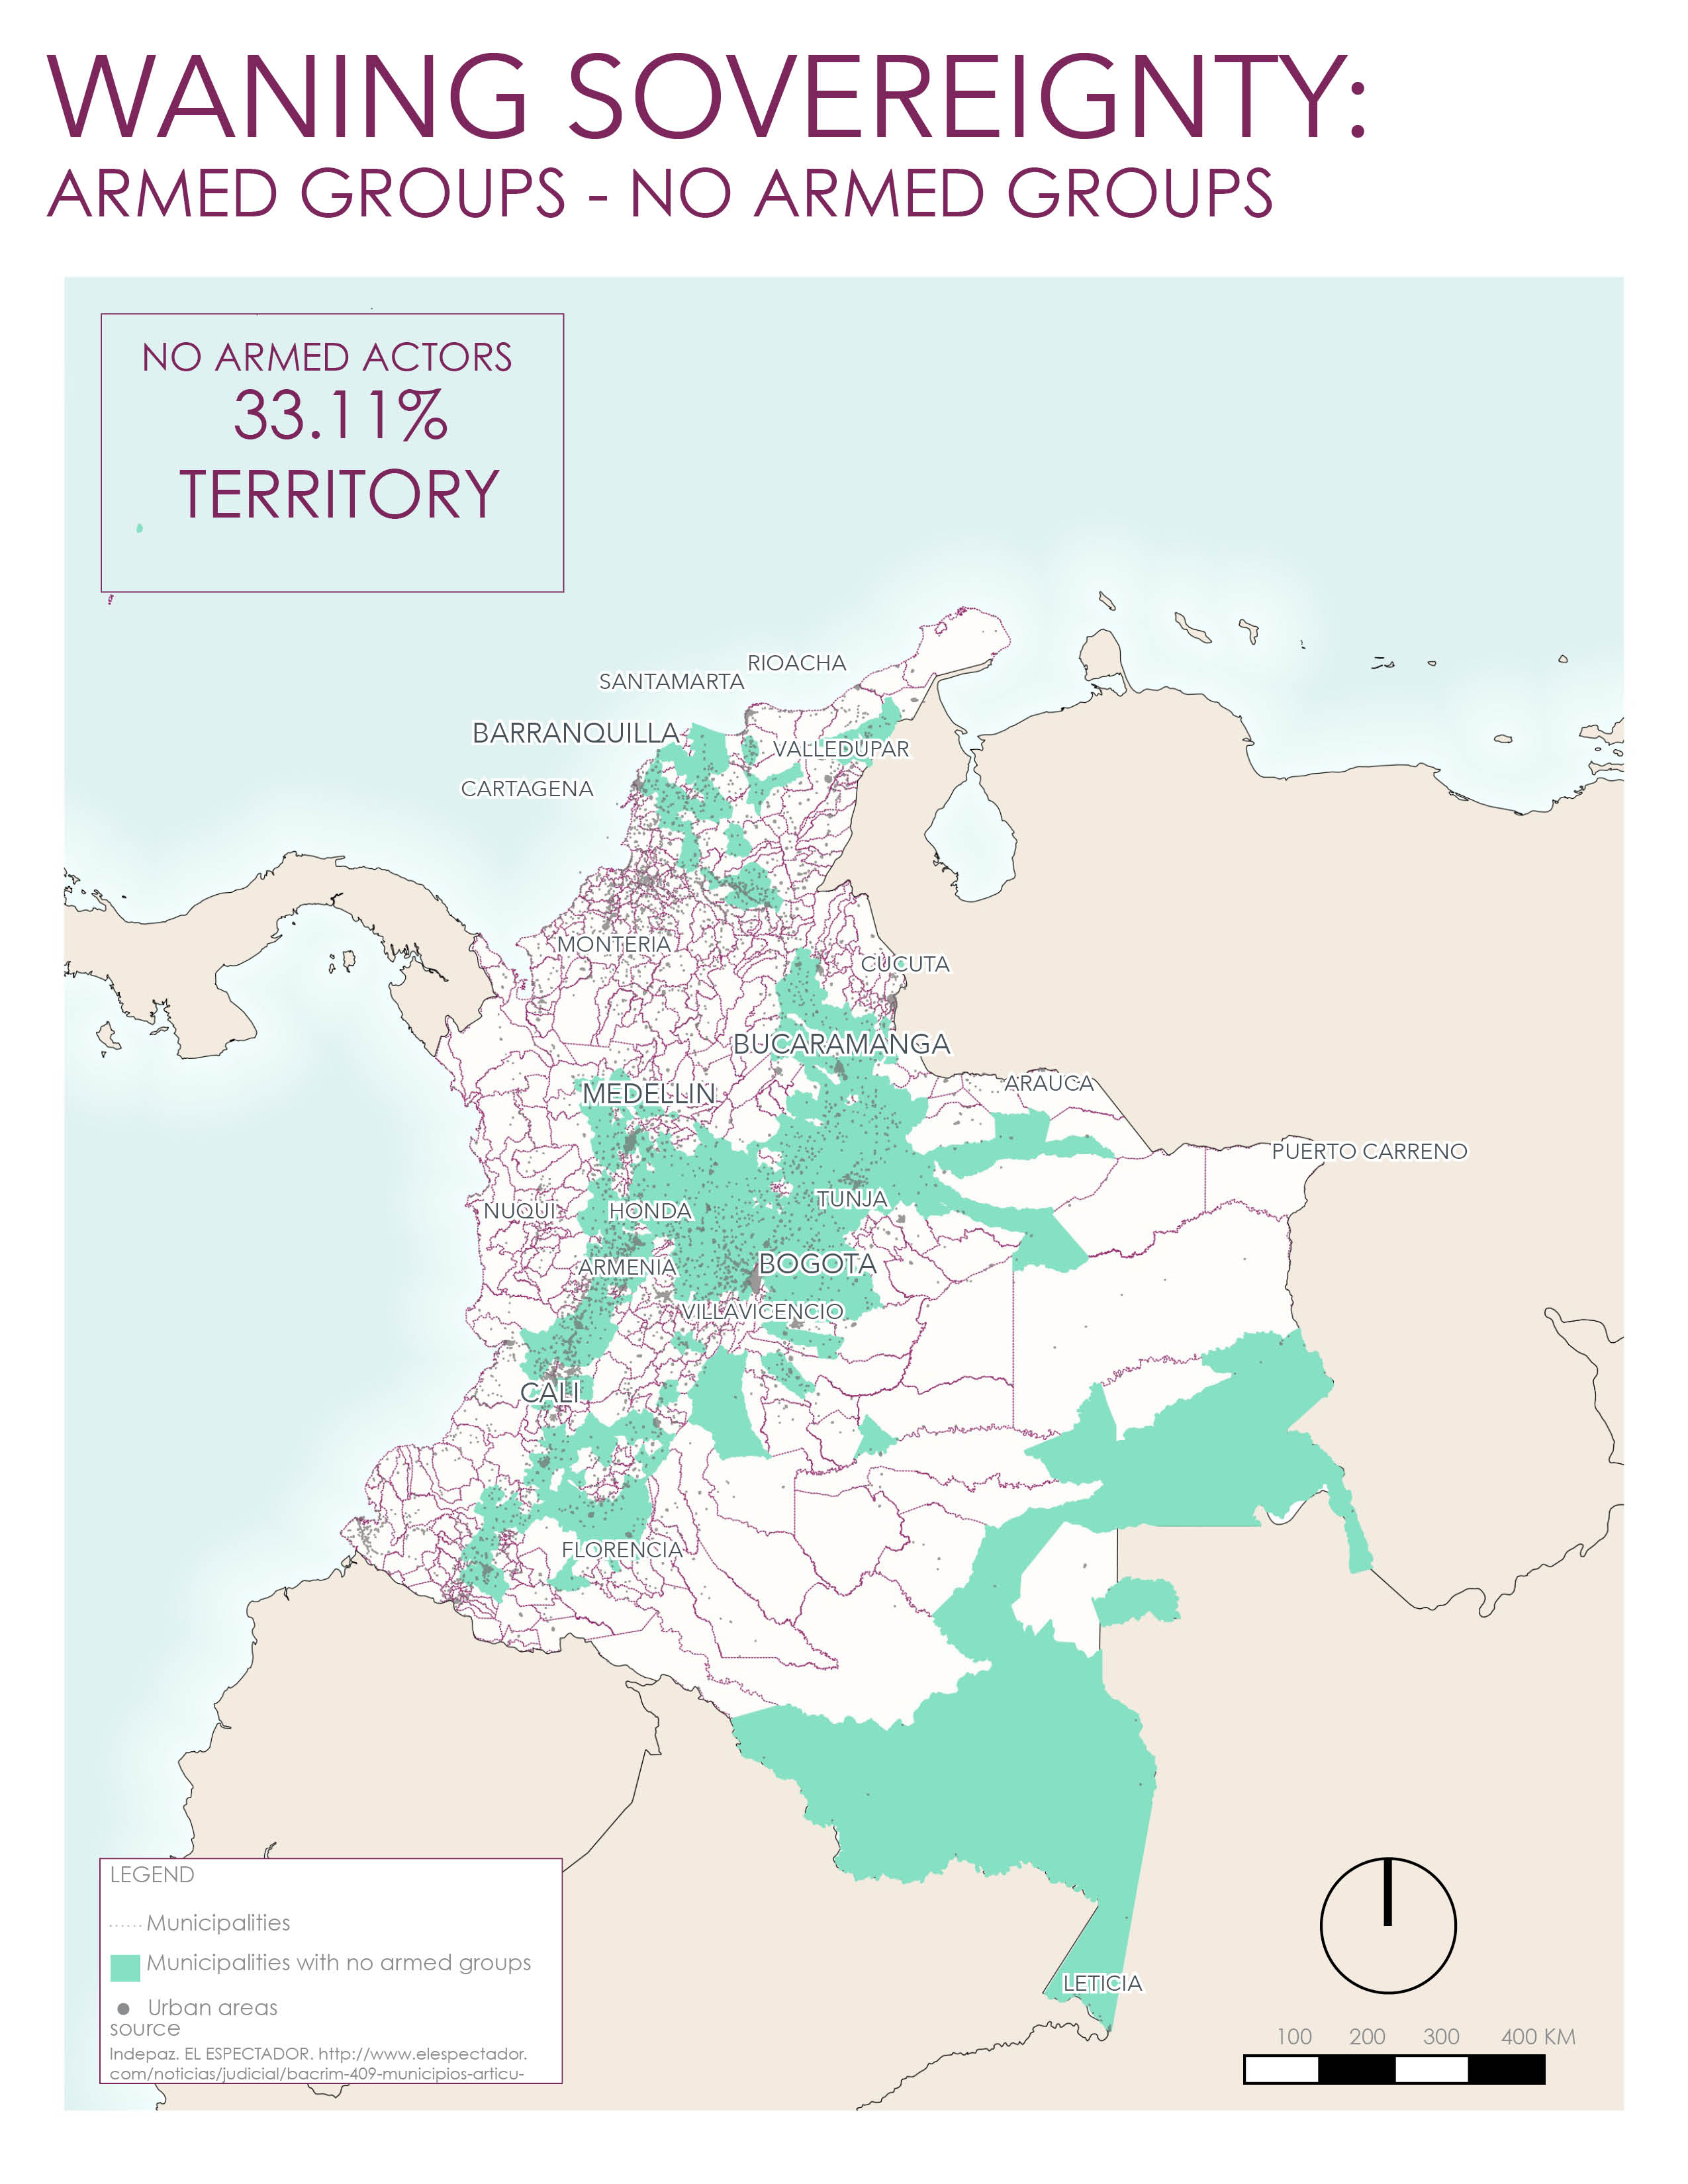 WANING SOVEREIGNTY:
ARMED GROUPS - NO ARMED GROUPS
NO ARMED ACTORS
33.11%
TERRITORY
RIOACHA
SANTAMARTA
BARRANQUILLA
VALLEDUPAR
CARTAGENA
MONTERIA
CUCUTA
BUCARAMANGA
ARAUCA
MEDELLIN
PUERTO CARRENO
TUNJA
NUQUI
HONDA
BOGOTA
ARMENIA
VILLAVICENCIO
CALI
FLORENCIA
LETICIA
LEGEND
Municipalities
Municipalities with no armed groups
Urban areas
source
Indepaz. EL ESPECTADOR. http://www.elespectador.
com/noticias/judicial/bacrim-409-municipios-articu-
100 200 300 400 KM